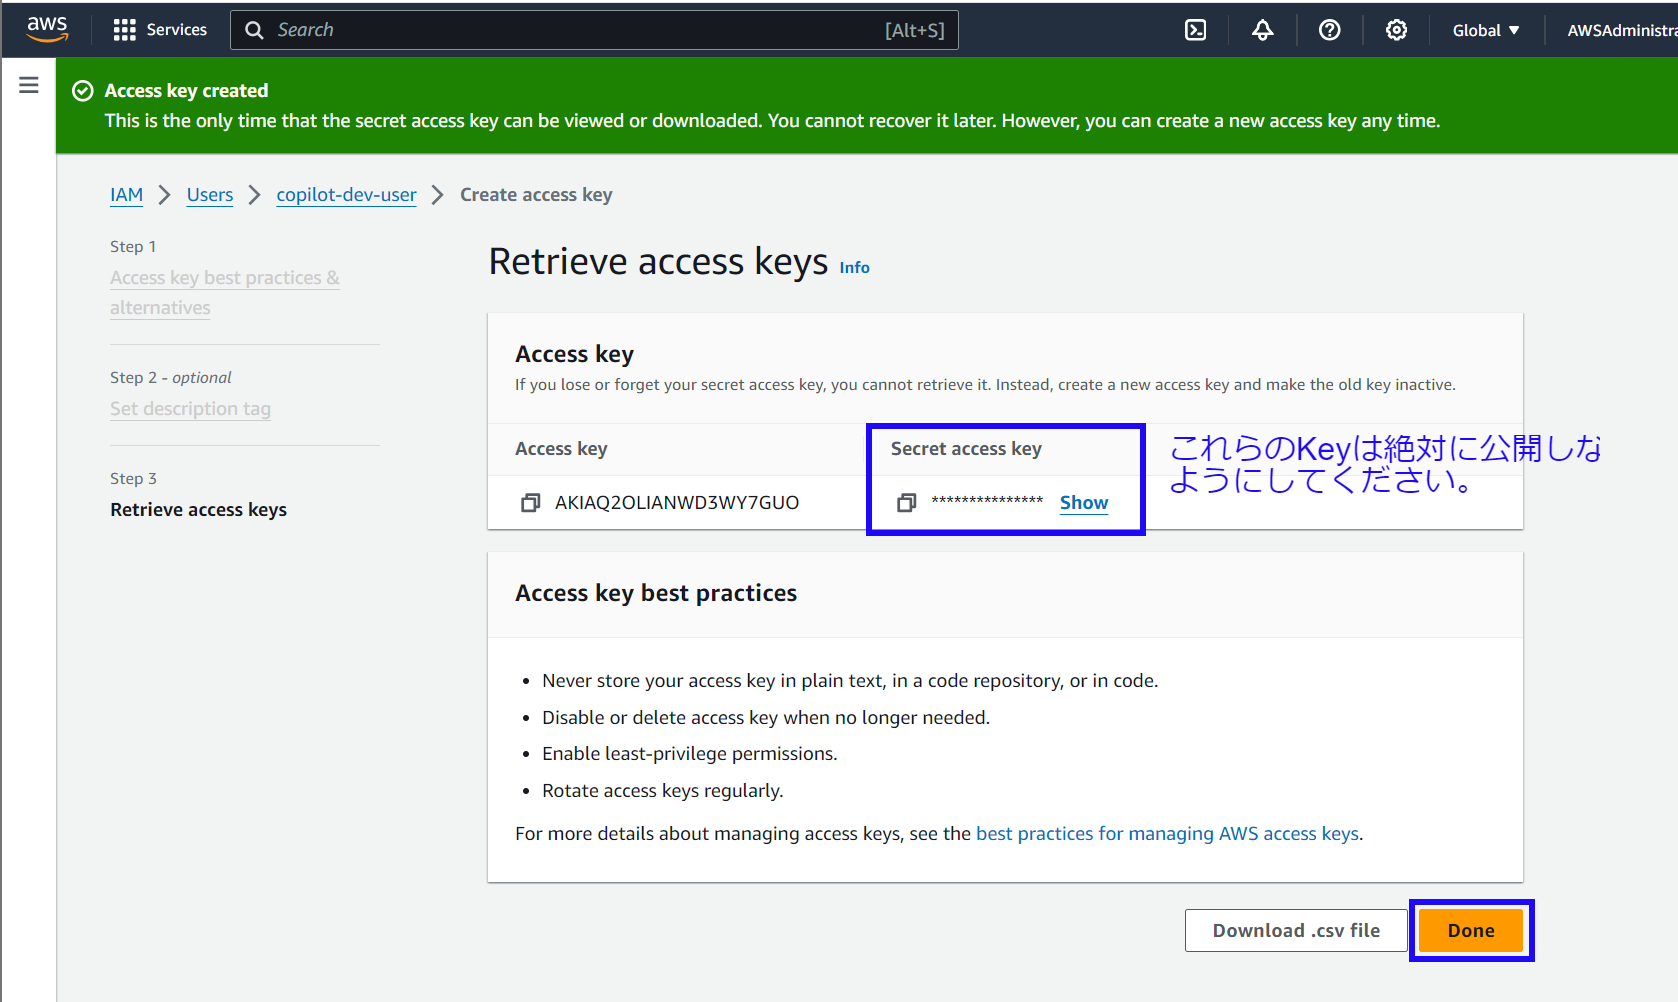 aws
Services
Search
[Alt+S]
Global
AWSAdministra
Access key created
This is the only time that the secret access key can be viewed or downloaded. You cannot recover it later. However, you can create a new access key any time.
IAM
Users
copilot-dev-user
Create access key
Step 1
Access key best practices &
alternatives
Step 2 - optional
Set description tag
Step 3
Retrieve access keys
Retrieve access keys Info
Access key
If you lose or forget your secret access key, you cannot retrieve it. Instead, create a new access key and make the old key inactive.
Access key
Secret access key
AKIAQ2OLIANWD3WY7GUO
*************** Show
これらのKeyは絶対に公開しな
ようにしてください。
Access key best practices
• Never store your access key in plain text, in a code repository, or in code.
• Disable or delete access key when no longer needed.
• Enable least-privilege permissions.
• Rotate access keys regularly.
For more details about managing access keys, see the best practices for managing AWS access keys.
Download .csv file
Done